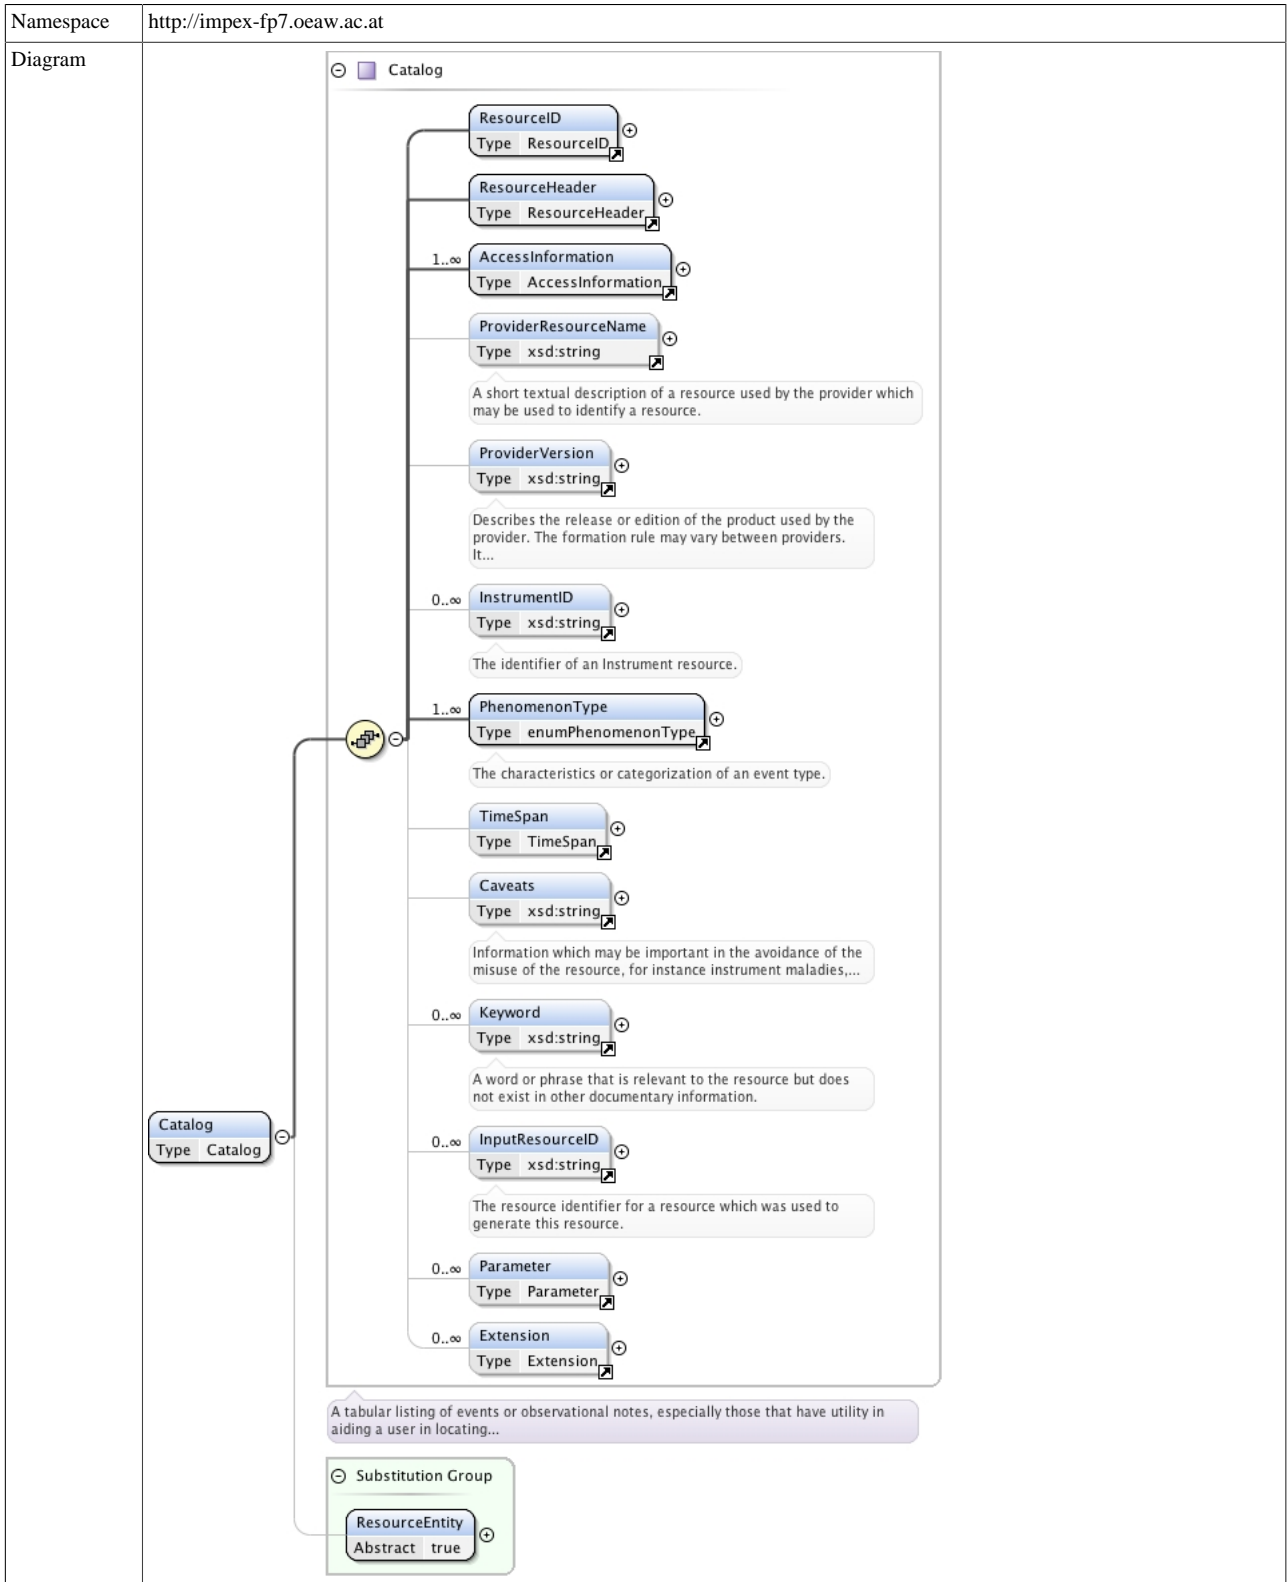 Namespace
http://impex-fp7.oeaw.ac.at
Diagram
Catalog
ResourceID
Type ResourceID
ResourceHeader
Type ResourceHeader
1..∞
AccessInformation
Type AccessInformation
ProviderResourceName
Type xsd:string
A short textual description of a resource used by the provider which
may be used to identify a resource.
ProviderVersion
Type xsd:string
Describes the release or edition of the product used by the
provider. The formation rule may vary between providers.
It...
0..∞
InstrumentID
Type xsd:string
The identifier of an Instrument resource.
1..∞
PhenomenonType
Type enumPhenomenonType
The characteristics or categorization of an event type.
TimeSpan
Type TimeSpan
Caveats
Type xsd:string
Information which may be important in the avoidance of the
misuse of the resource, for instance instrument maladies,...
0..∞
Keyword
Type xsd:string
A word or phrase that is relevant to the resource but does
not exist in other documentary information.
Catalog
Type Catalog
0..∞
InputResourceID
Type xsd:string
The resource identifier for a resource which was used to
generate this resource.
0..∞
Parameter
Type Parameter
0..∞
Extension
Type Extension
A tabular listing of events or observational notes, especially those that have utility in
aiding a user in locating...
Substitution Group
ResourceEntity
Abstract true